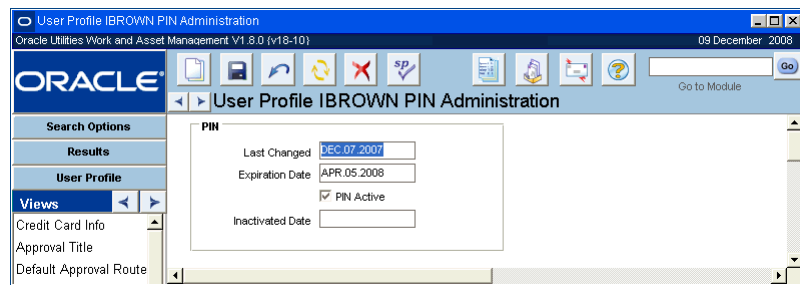 User Profile IBROWN PIN Administration
Oracle Utilities Work and Asset Management V1.8.0 {v18-10} 09 December 2008
ORACLE
sp
Go
Go to Module
User Profile IBROWN PIN Administration
Search Options
Results
User Profile
Views
Credit Card Info
Approval Title
Default Approval Route
PIN
Last Changed DEC.07.2007
Expiration Date APR.05.2008
PIN Active
Inactivated Date